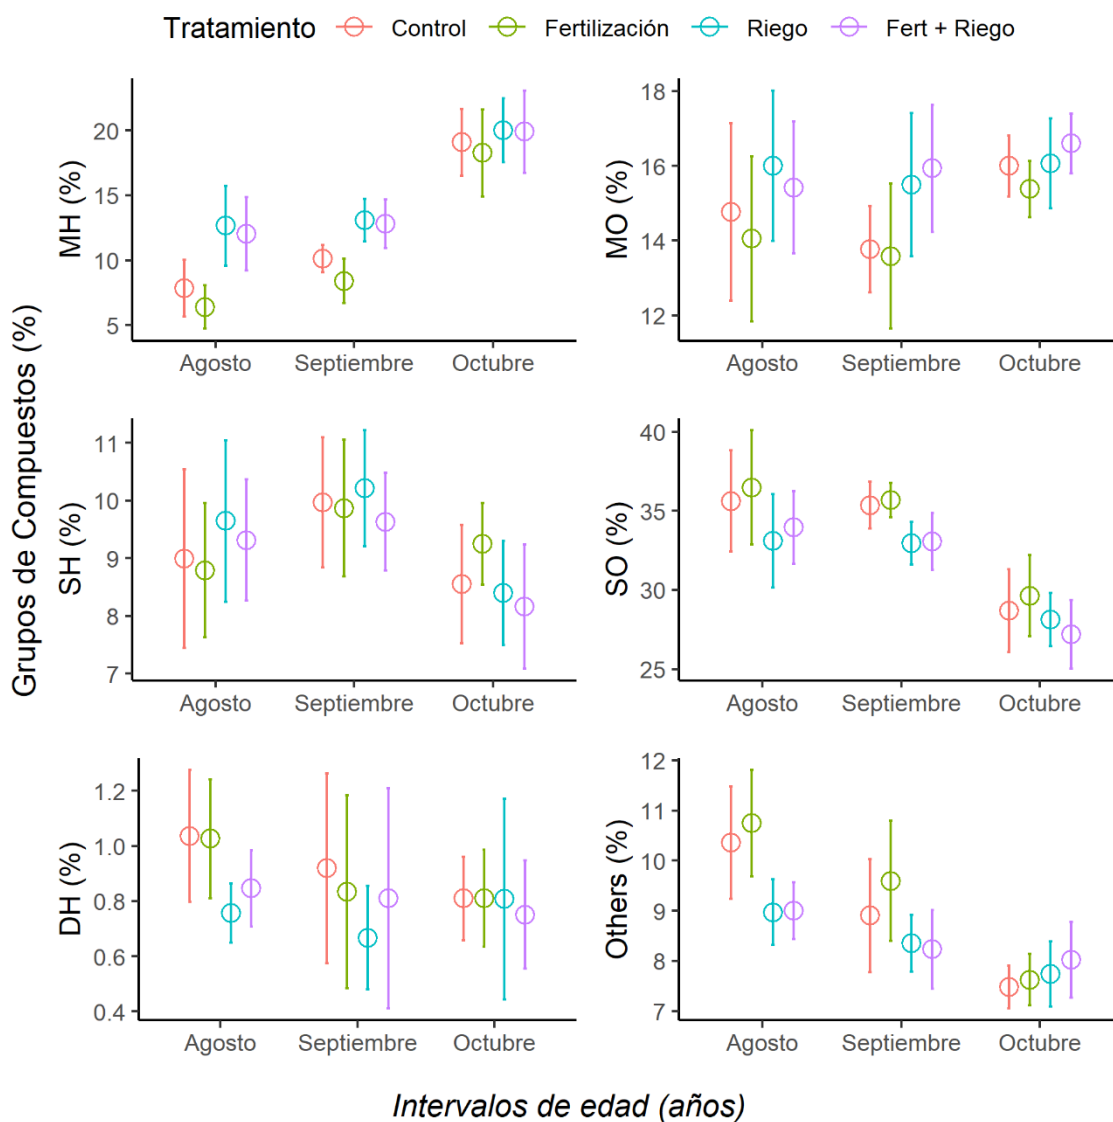 Tratamiento Control Fertilización Riego Fert + Riego
Grupos de Compuestos (%)
MH (%)
20
15
10
5
Agosto Septiembre Octubre
MO (%)
18
16
14
12
Agosto Septiembre Octubre
SH (%)
11
10
9
8
7
Agosto Septiembre Octubre
SO (%)
40
35
30
25
Agosto Septiembre Octubre
DH (%)
1.2
1.0
0.8
0.6
0.4
Agosto Septiembre Octubre
Others (%)
12
11
10
9
8
7
Agosto Septiembre Octubre
Intervalos de edad (años)